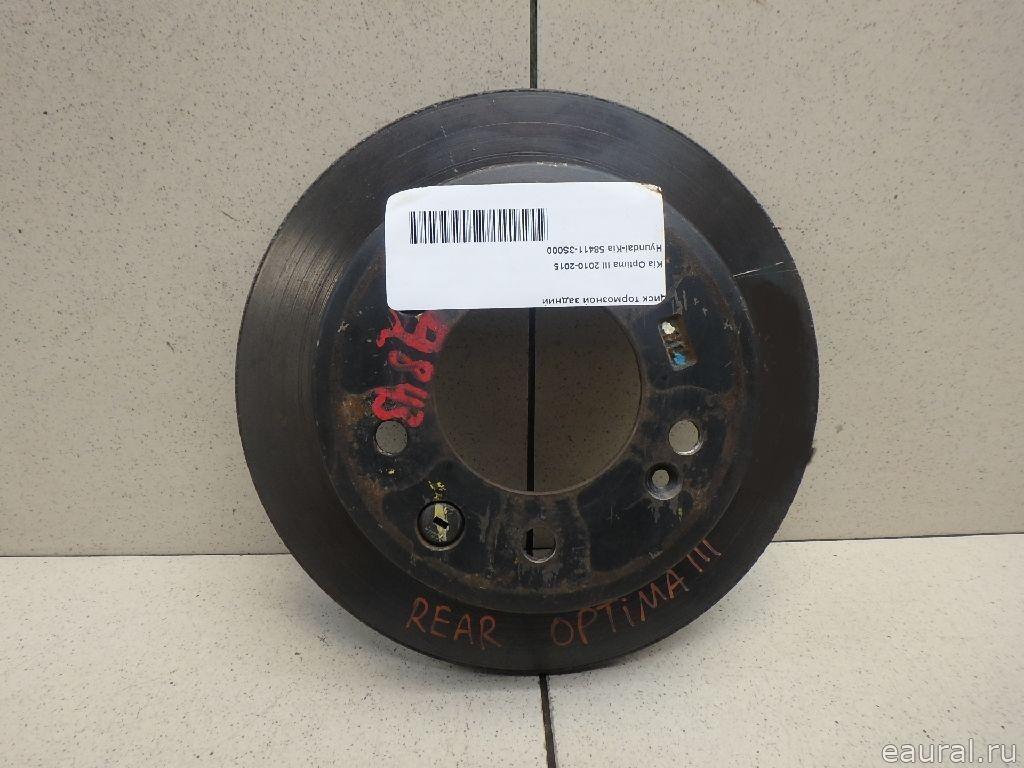 Диск тормозной задний
Kia Optima III 2010-2015
Hyundai-Kia 58411-3S000
REAR OPTIMA III
eaural.ru